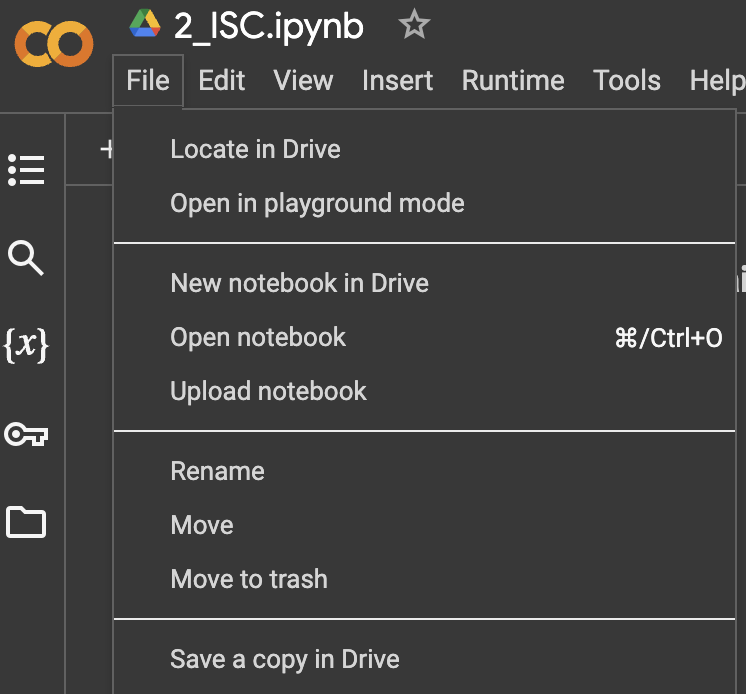 2_ISC.ipynb
File Edit View Insert Runtime Tools Help
+
Locate in Drive
Open in playground mode
New notebook in Drive
Open notebook ⌘/Ctrl+O
{x}
Upload notebook
Rename
Move
Move to trash
Save a copy in Drive